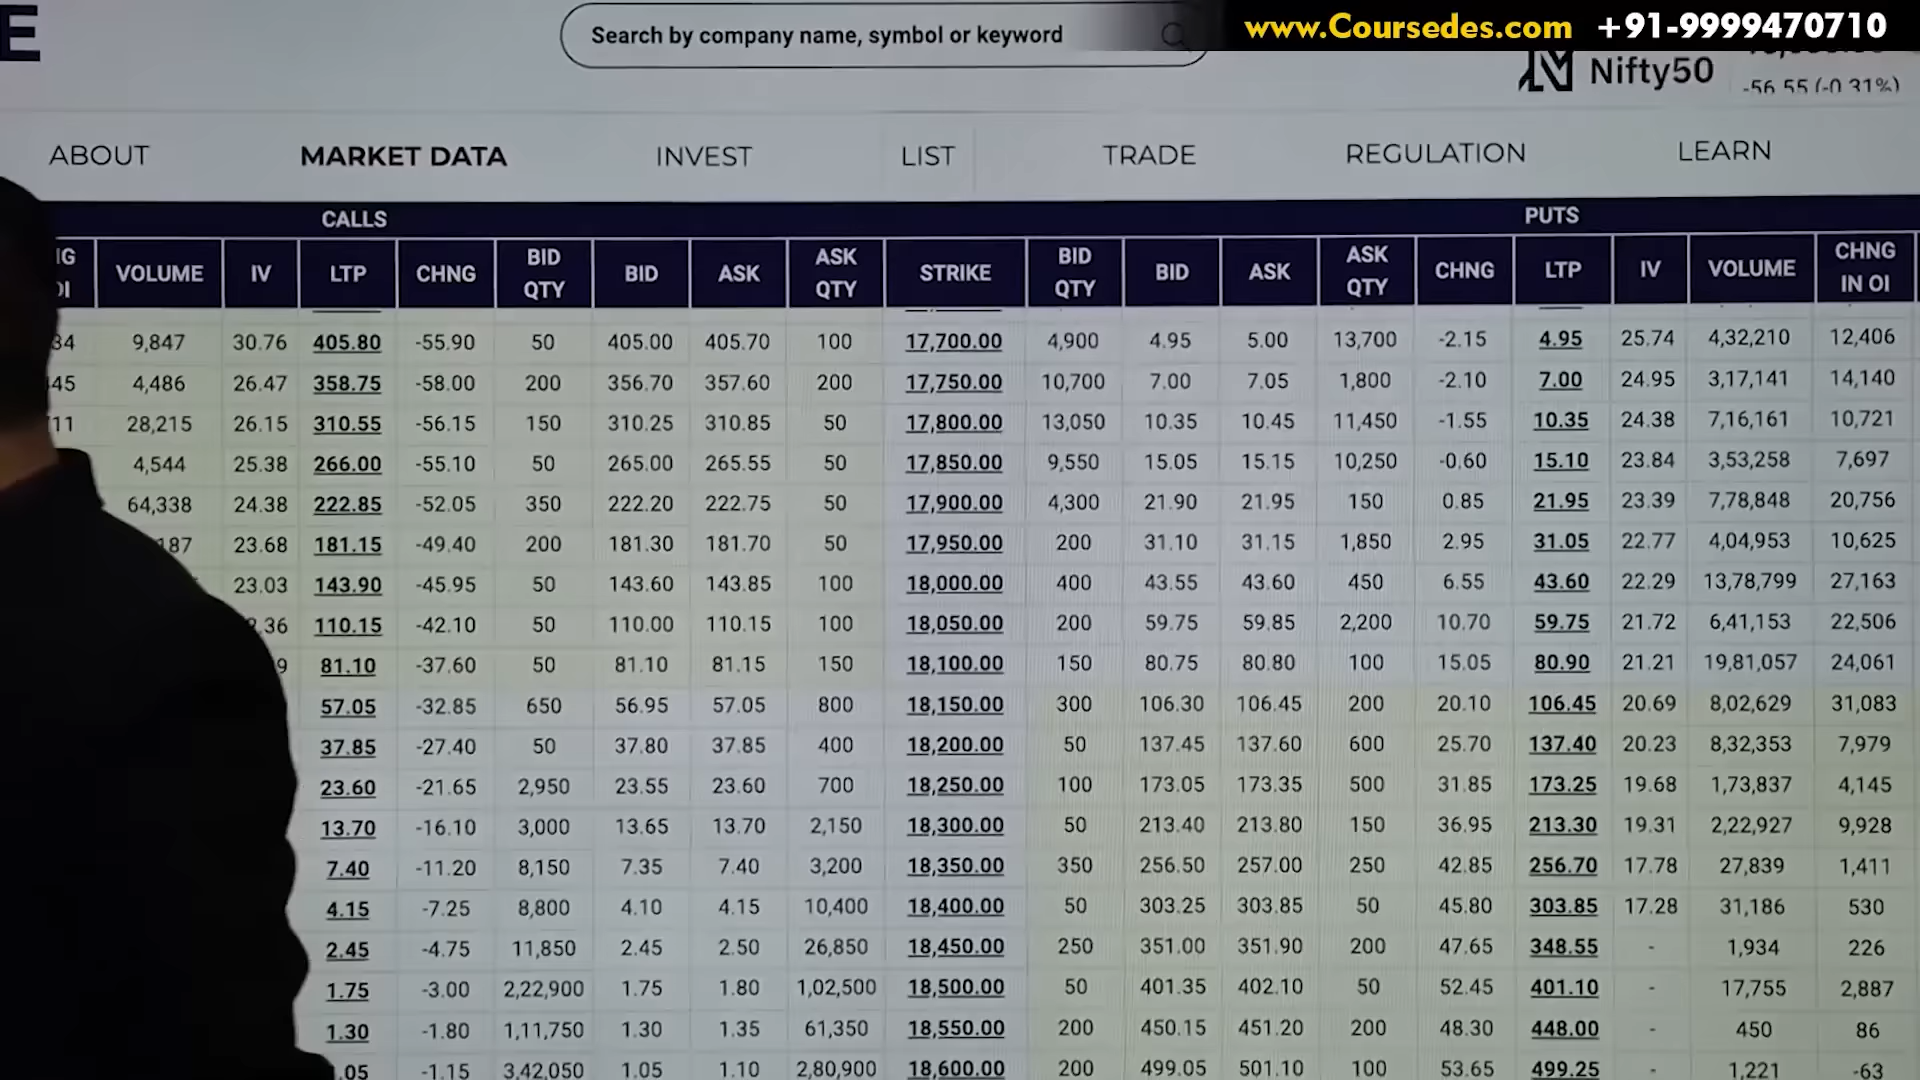 E
Search by company name, symbol or keyword
www.Coursedes.com +91-9999470710
Nifty50
-56.55 (-0.31%)
ABOUT MARKET DATA INVEST LIST TRADE REGULATION LEARN
CALLS PUTS
VOLUME IV LTP CHNG BID QTY BID ASK ASK QTY STRIKE BID QTY BID ASK ASK QTY CHNG LTP IV VOLUME CHNG IN OI
34 9,847 30.76 405.80 -55.90 50 405.00 405.70 100 17,700.00 4,900 4.95 5.00 13,700 -2.15 4.95 25.74 4,32,210 12,406
445 4,486 26.47 358.75 -58.00 200 356.70 357.60 200 17,750.00 10,700 7.00 7.05 1,800 -2.10 7.00 24.95 3,17,141 14,140
711 28,215 26.15 310.55 -56.15 150 310.25 310.85 50 17,800.00 13,050 10.35 10.45 11,450 -1.55 10.35 24.38 7,16,161 10,721
4,544 25.38 266.00 -55.10 50 265.00 265.55 50 17,850.00 9,550 15.05 15.15 10,250 -0.60 15.10 23.84 3,53,258 7,697
64,338 24.38 222.85 -52.05 350 222.20 222.75 50 17,900.00 4,300 21.90 21.95 150 0.85 21.95 23.39 7,78,848 20,756
187 23.68 181.15 -49.40 200 181.30 181.70 50 17,950.00 200 31.10 31.15 1,850 2.95 31.05 22.77 4,04,953 10,625
23.03 143.90 -45.95 50 143.60 143.85 100 18,000.00 400 43.55 43.60 450 6.55 43.60 22.29 13,78,799 27,163
.36 110.15 -42.10 50 110.00 110.15 100 18,050.00 200 59.75 59.85 2,200 10.70 59.75 21.72 6,41,153 22,506
9 81.10 -37.60 50 81.10 81.15 150 18,100.00 150 80.75 80.80 100 15.05 80.90 21.21 19,81,057 24,061
57.05 -32.85 650 56.95 57.05 800 18,150.00 300 106.30 106.45 200 20.10 106.45 20.69 8,02,629 31,083
37.85 -27.40 50 37.80 37.85 400 18,200.00 50 137.45 137.60 600 25.70 137.40 20.23 8,32,353 7,979
23.60 -21.65 2,950 23.55 23.60 700 18,250.00 100 173.05 173.35 500 31.85 173.25 19.68 1,73,837 4,145
13.70 -16.10 3,000 13.65 13.70 2,150 18,300.00 50 213.40 213.80 150 36.95 213.30 19.31 2,22,927 9,928
7.40 -11.20 8,150 7.35 7.40 3,200 18,350.00 350 256.50 257.00 250 42.85 256.70 17.78 27,839 1,411
4.15 -7.25 8,800 4.10 4.15 10,400 18,400.00 50 303.25 303.85 50 45.80 303.85 17.28 31,186 530
2.45 -4.75 11,850 2.45 2.50 26,850 18,450.00 250 351.00 351.90 200 47.65 348.55 - 1,934 226
1.75 -3.00 2,22,900 1.75 1.80 1,02,500 18,500.00 50 401.35 402.10 50 52.45 401.10 - 17,755 2,887
1.30 -1.80 1,11,750 1.30 1.35 61,350 18,550.00 200 450.15 451.20 200 48.30 448.00 - 450 86
.05 -1.15 3,42,050 1.05 1.10 2,80,900 18,600.00 200 499.05 501.10 100 53.65 499.25 - 1,221 -63